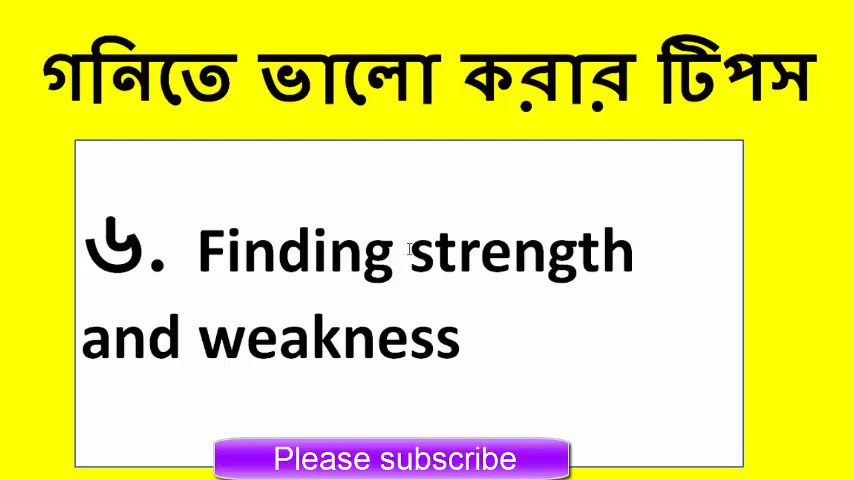 গনিতে ভালো করার টিপস
৬. Finding strength
and weakness
Please subscribe